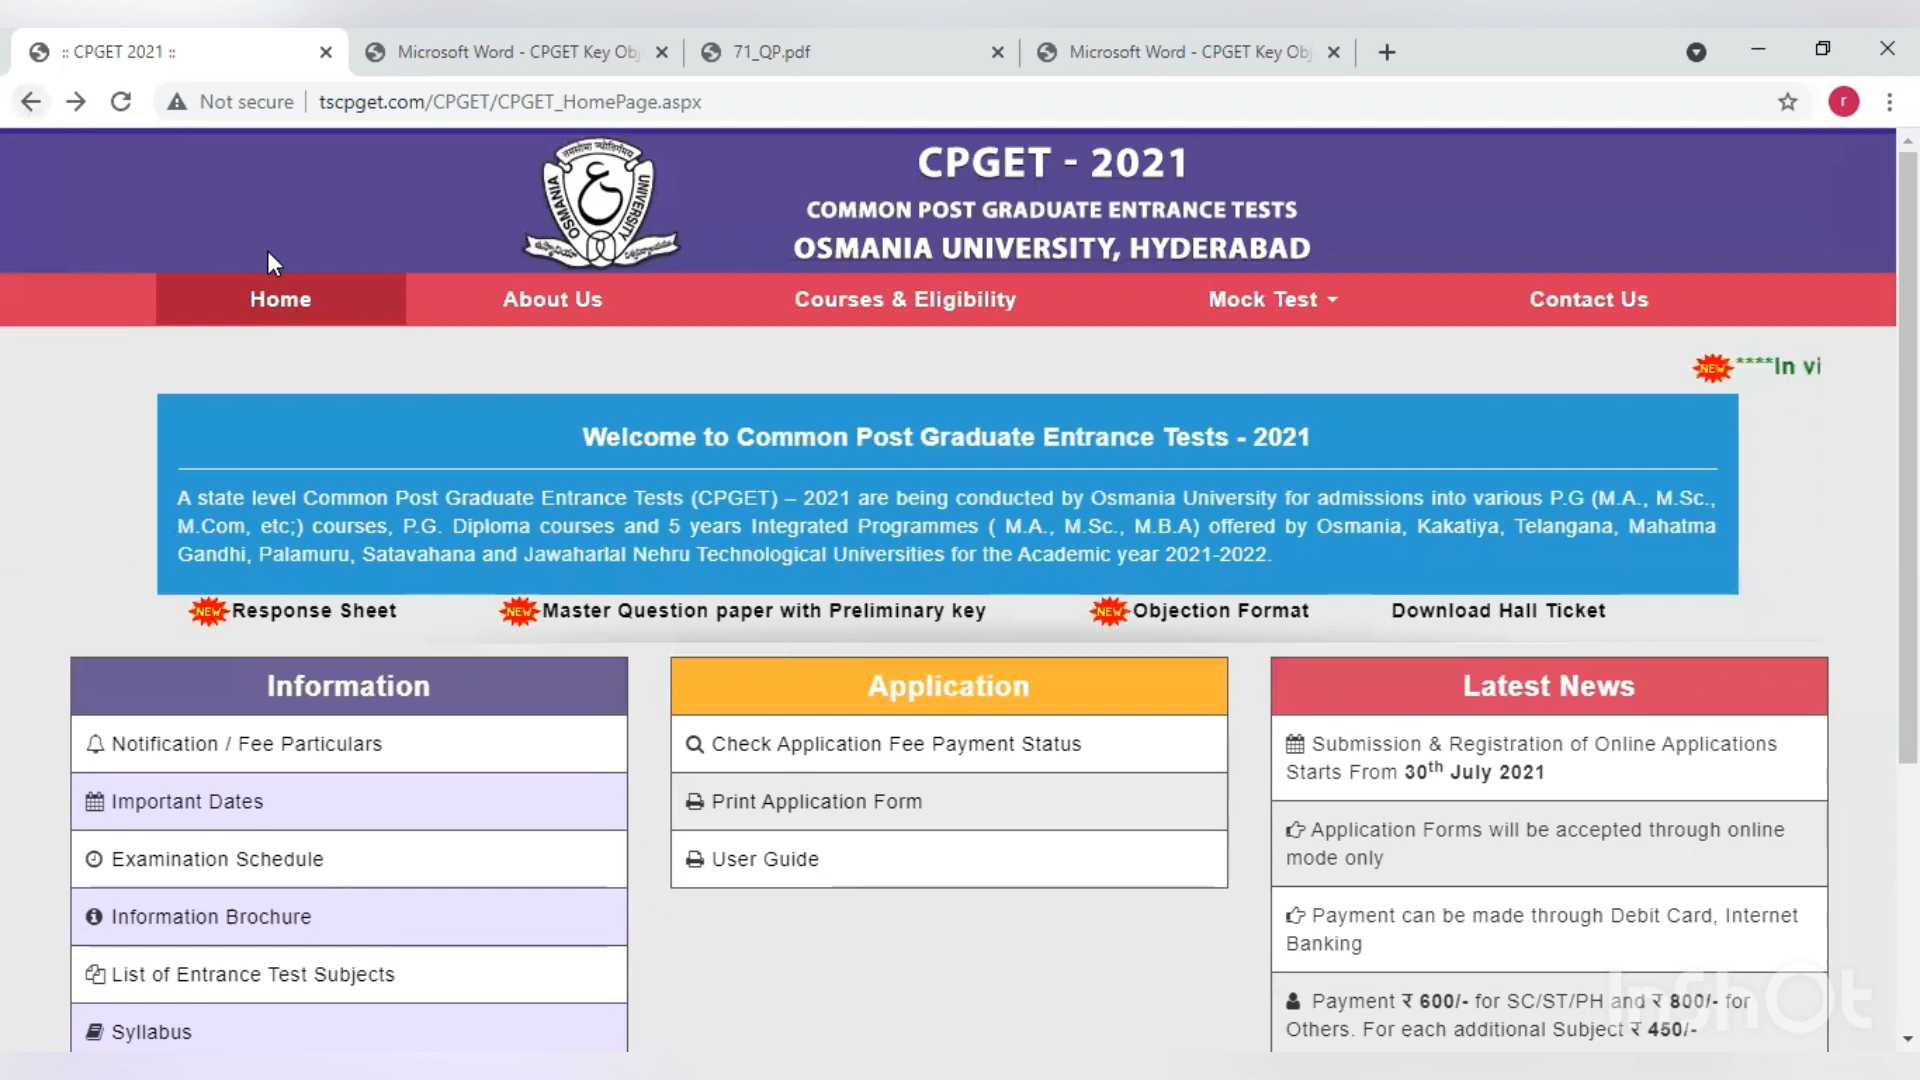 :: CPGET 2021 ::
Microsoft Word - CPGET Key Obj
71_QP.pdf
Microsoft Word - CPGET Key Obj
Not secure
tscpget.com/CPGET/CPGET_HomePage.aspx
r
OSMANIA UNIVERSITY
CPGET - 2021
COMMON POST GRADUATE ENTRANCE TESTS
OSMANIA UNIVERSITY, HYDERABAD
Home
About Us
Courses & Eligibility
Mock Test
Contact Us
NEW ****In vi
Welcome to Common Post Graduate Entrance Tests - 2021
A state level Common Post Graduate Entrance Tests (CPGET) – 2021 are being conducted by Osmania University for admissions into various P.G (M.A., M.Sc.,
M.Com, etc;) courses, P.G. Diploma courses and 5 years Integrated Programmes ( M.A., M.Sc., M.B.A) offered by Osmania, Kakatiya, Telangana, Mahatma
Gandhi, Palamuru, Satavahana and Jawaharlal Nehru Technological Universities for the Academic year 2021-2022.
NEW Response Sheet
NEW Master Question paper with Preliminary key
NEW Objection Format
Download Hall Ticket
Information
Notification / Fee Particulars
Important Dates
Examination Schedule
Information Brochure
List of Entrance Test Subjects
Syllabus
Application
Check Application Fee Payment Status
Print Application Form
User Guide
Latest News
Submission & Registration of Online Applications
Starts From 30th July 2021
Application Forms will be accepted through online
mode only
Payment can be made through Debit Card, Internet
Banking
Payment ₹ 600/- for SC/ST/PH and ₹ 800/- for
Others. For each additional Subject ₹ 450/-
InShOt